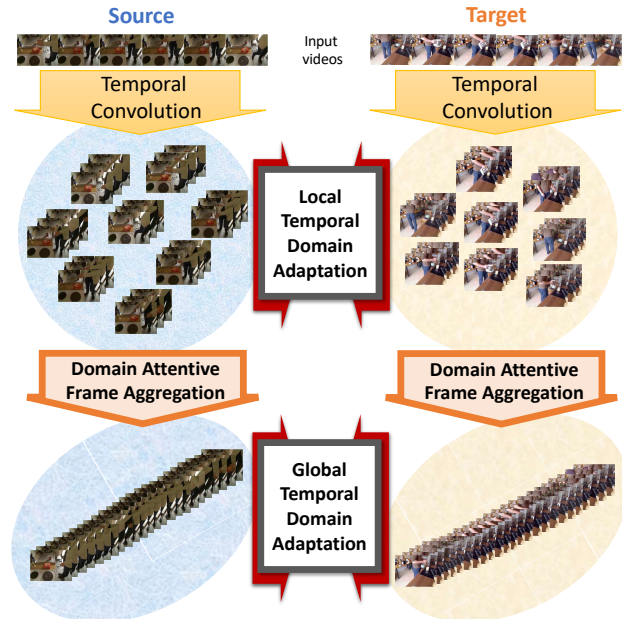 Source
Target
Input
videos
Temporal
Convolution
Temporal
Convolution
Local
Temporal
Domain
Adaptation
Domain Attentive
Frame Aggregation
Domain Attentive
Frame Aggregation
Global
Temporal
Domain
Adaptation